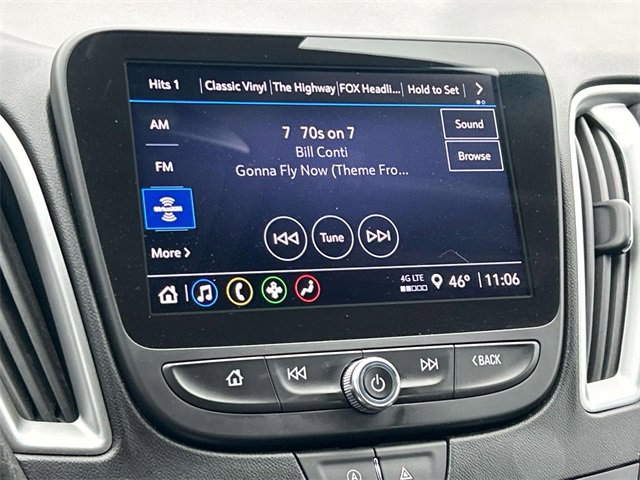 Hits 1 Classic Vinyl The Highway FOX Headli... Hold to Set
AM
7 70s on 7
Sound
Bill Conti
FM
Browse
Gonna Fly Now (Theme Fro...
SiriusXM
Tune
More
4G LTE 46° 11:06
BACK
A